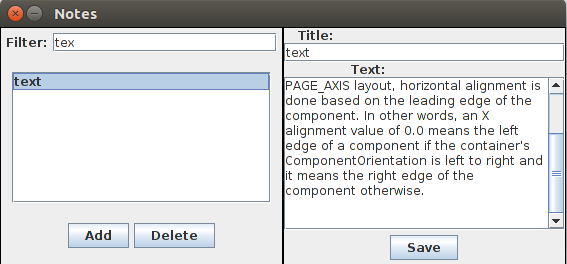 Notes
Filter: tex
text
Add Delete
Title:
text
Text:
PAGE_AXIS layout, horizontal alignment is
done based on the leading edge of the
component. In other words, an X
alignment value of 0.0 means the left
edge of a component if the container's
ComponentOrientation is left to right and
it means the right edge of the
component otherwise.
Save